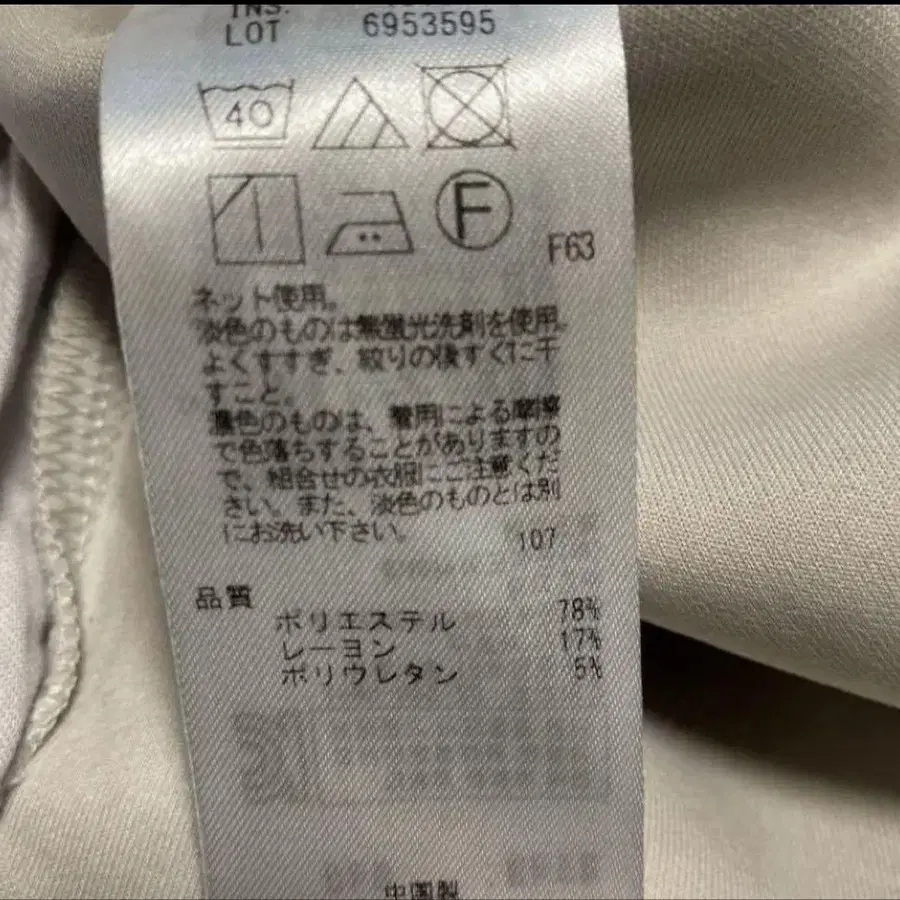 INS.
LOT 6953595
40
F
F63
ネット使用。
淡色のものは無蛍光洗剤を使用。
よくすすぎ、絞りの後すぐに干
すこと。
濃色のものは、着用による摩擦
で色落ちすることがありますの
で、組合せの衣服にご注意くだ
さい。また、淡色のものとは別
にお洗い下さい。
107
品質
ポリエステル 78%
レーヨン 17%
ポリウレタン 5%
中国製